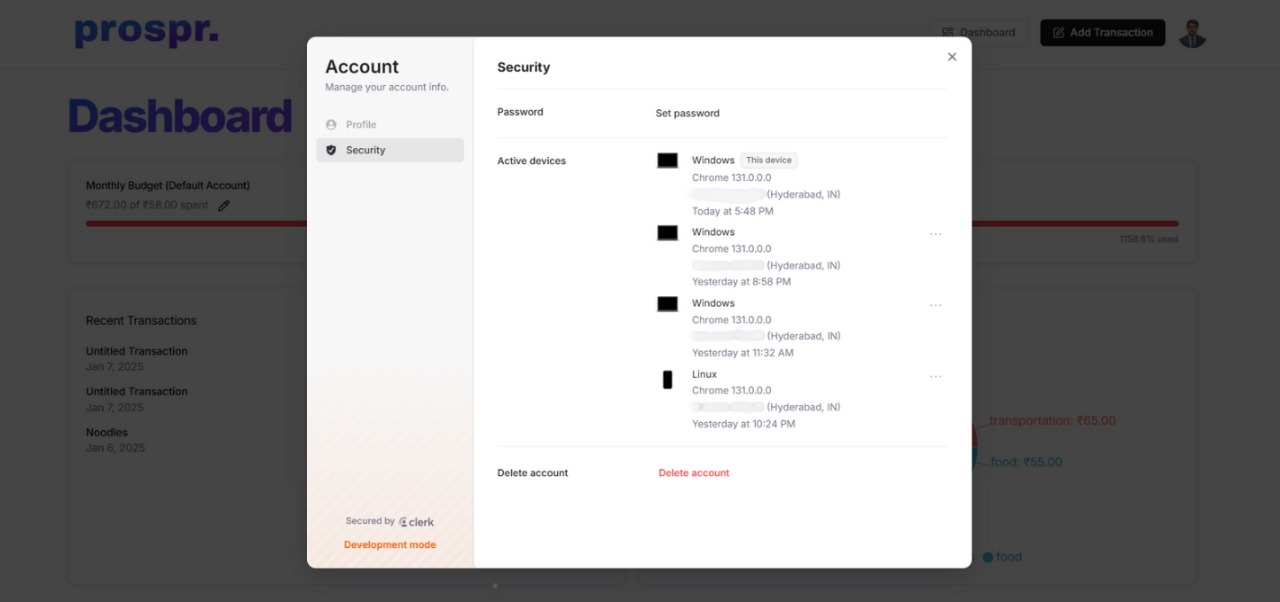 prospr.
Dashboard
Add Transaction
Dashboard
Monthly Budget (Default Account)
₹672.00 of ₹58.00 spent
1158.6% used
Recent Transactions
Untitled Transaction
Jan 7, 2025
Untitled Transaction
Jan 7, 2025
Noodles
Jan 6, 2025
transportation: ₹65.00
food: ₹55.00
food
Account
Manage your account info.
Profile
Security
Secured by clerk
Development mode
Security
Password
Set password
Active devices
Windows This device
Chrome 131.0.0.0
(Hyderabad, IN)
Today at 5:48 PM
Windows
Chrome 131.0.0.0
(Hyderabad, IN)
Yesterday at 8:58 PM
Windows
Chrome 131.0.0.0
(Hyderabad, IN)
Yesterday at 11:32 AM
Linux
Chrome 131.0.0.0
(Hyderabad, IN)
Yesterday at 10:24 PM
Delete account
Delete account